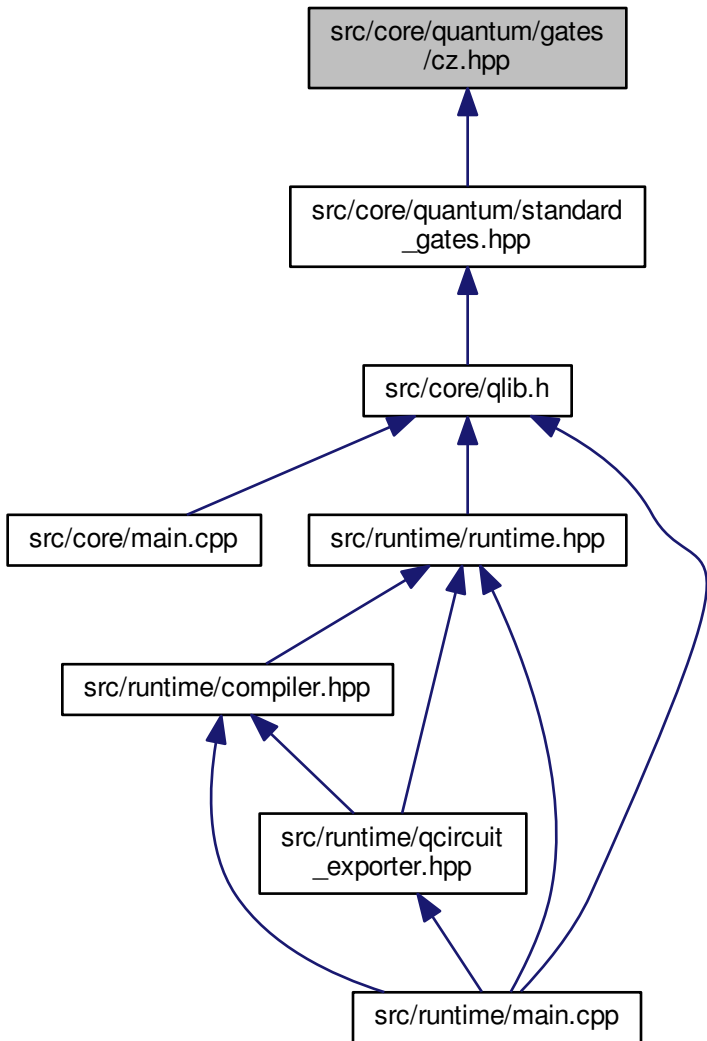 src/core/quantum/gates
/cz.hpp
src/core/quantum/standard
_gates.hpp
src/core/qlib.h
src/core/main.cpp
src/runtime/runtime.hpp
src/runtime/compiler.hpp
src/runtime/qcircuit
_exporter.hpp
src/runtime/main.cpp